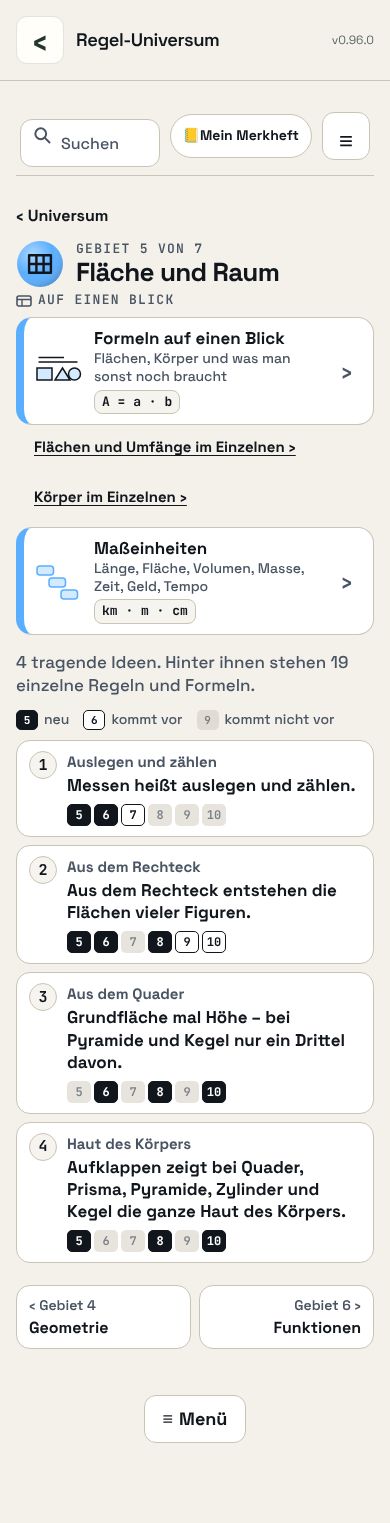 < Regel-Universum v0.96.0
Suchen 📒Mein Merkheft ≡
‹ Universum
GEBIET 5 VON 7
Fläche und Raum
AUF EINEN BLICK
Formeln auf einen Blick
Flächen, Körper und was man
sonst noch braucht
A = a · b
>
Flächen und Umfänge im Einzelnen ›
Körper im Einzelnen ›
Maßeinheiten
Länge, Fläche, Volumen, Masse,
Zeit, Geld, Tempo
km · m · cm
>
4 tragende Ideen. Hinter ihnen stehen 19
einzelne Regeln und Formeln.
5 neu 6 kommt vor 9 kommt nicht vor
1 Auslegen und zählen
Messen heißt auslegen und zählen.
5 6 7 8 9 10
2 Aus dem Rechteck
Aus dem Rechteck entstehen die
Flächen vieler Figuren.
5 6 7 8 9 10
3 Aus dem Quader
Grundfläche mal Höhe – bei
Pyramide und Kegel nur ein Drittel
davon.
5 6 7 8 9 10
4 Haut des Körpers
Aufklappen zeigt bei Quader,
Prisma, Pyramide, Zylinder und
Kegel die ganze Haut des Körpers.
5 6 7 8 9 10
‹ Gebiet 4
Geometrie
Gebiet 6 ›
Funktionen
≡ Menü